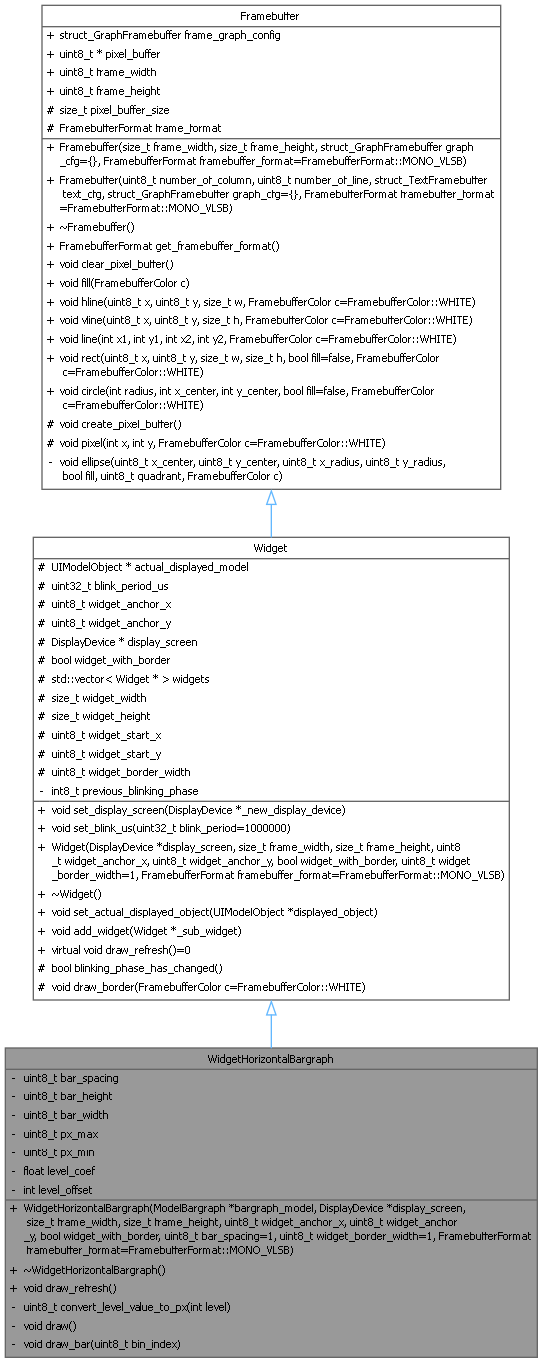 Framebuffer
+ struct_GraphFramebuffer frame_graph_config
+ uint8_t * pixel_buffer
+ uint8_t frame_width
+ uint8_t frame_height
# size_t pixel_buffer_size
# FramebufferFormat frame_format
+ Framebuffer(size_t frame_width, size_t frame_height, struct_GraphFramebuffer graph
_cfg={}, FramebufferFormat framebuffer_format=FramebufferFormat::MONO_VLSB)
+ Framebuffer(uint8_t number_of_column, uint8_t number_of_line, struct_TextFramebuffer
text_cfg, struct_GraphFramebuffer graph_cfg={}, FramebufferFormat framebuffer_format
=FramebufferFormat::MONO_VLSB)
+ ~Framebuffer()
+ FramebufferFormat get_framebuffer_format()
+ void clear_pixel_buffer()
+ void fill(FramebufferColor c)
+ void hline(uint8_t x, uint8_t y, size_t w, FramebufferColor c=FramebufferColor::WHITE)
+ void vline(uint8_t x, uint8_t y, size_t h, FramebufferColor c=FramebufferColor::WHITE)
+ void line(int x1, int y1, int x2, int y2, FramebufferColor c=FramebufferColor::WHITE)
+ void rect(uint8_t x, uint8_t y, size_t w, size_t h, bool fill=false, FramebufferColor
c=FramebufferColor::WHITE)
+ void circle(int radius, int x_center, int y_center, bool fill=false, FramebufferColor
c=FramebufferColor::WHITE)
# void create_pixel_buffer()
# void pixel(int x, int y, FramebufferColor c=FramebufferColor::WHITE)
- void ellipse(uint8_t x_center, uint8_t y_center, uint8_t x_radius, uint8_t y_radius,
bool fill, uint8_t quadrant, FramebufferColor c)
Widget
# UIModelObject * actual_displayed_model
# uint32_t blink_period_us
# uint8_t widget_anchor_x
# uint8_t widget_anchor_y
# DisplayDevice * display_screen
# bool widget_with_border
# std::vector< Widget * > widgets
# size_t widget_width
# size_t widget_height
# uint8_t widget_start_x
# uint8_t widget_start_y
# uint8_t widget_border_width
- int8_t previous_blinking_phase
+ void set_display_screen(DisplayDevice *_new_display_device)
+ void set_blink_us(uint32_t blink_period=1000000)
+ Widget(DisplayDevice *display_screen, size_t frame_width, size_t frame_height, uint8
_t widget_anchor_x, uint8_t widget_anchor_y, bool widget_with_border, uint8_t widget
_border_width=1, FramebufferFormat framebuffer_format=FramebufferFormat::MONO_VLSB)
+ ~Widget()
+ void set_actual_displayed_object(UIModelObject *displayed_object)
+ void add_widget(Widget *_sub_widget)
+ virtual void draw_refresh()=0
# bool blinking_phase_has_changed()
# void draw_border(FramebufferColor c=FramebufferColor::WHITE)
WidgetHorizontalBargraph
- uint8_t bar_spacing
- uint8_t bar_height
- uint8_t bar_width
- uint8_t px_max
- uint8_t px_min
- float level_coef
- int level_offset
+ WidgetHorizontalBargraph(ModelBargraph *bargraph_model, DisplayDevice *display_screen,
size_t frame_width, size_t frame_height, uint8_t widget_anchor_x, uint8_t widget_anchor
_y, bool widget_with_border, uint8_t bar_spacing=1, uint8_t widget_border_width=1, FramebufferFormat
framebuffer_format=FramebufferFormat::MONO_VLSB)
+ ~WidgetHorizontalBargraph()
+ void draw_refresh()
- uint8_t convert_level_value_to_px(int level)
- void draw()
- void draw_bar(uint8_t bin_index)